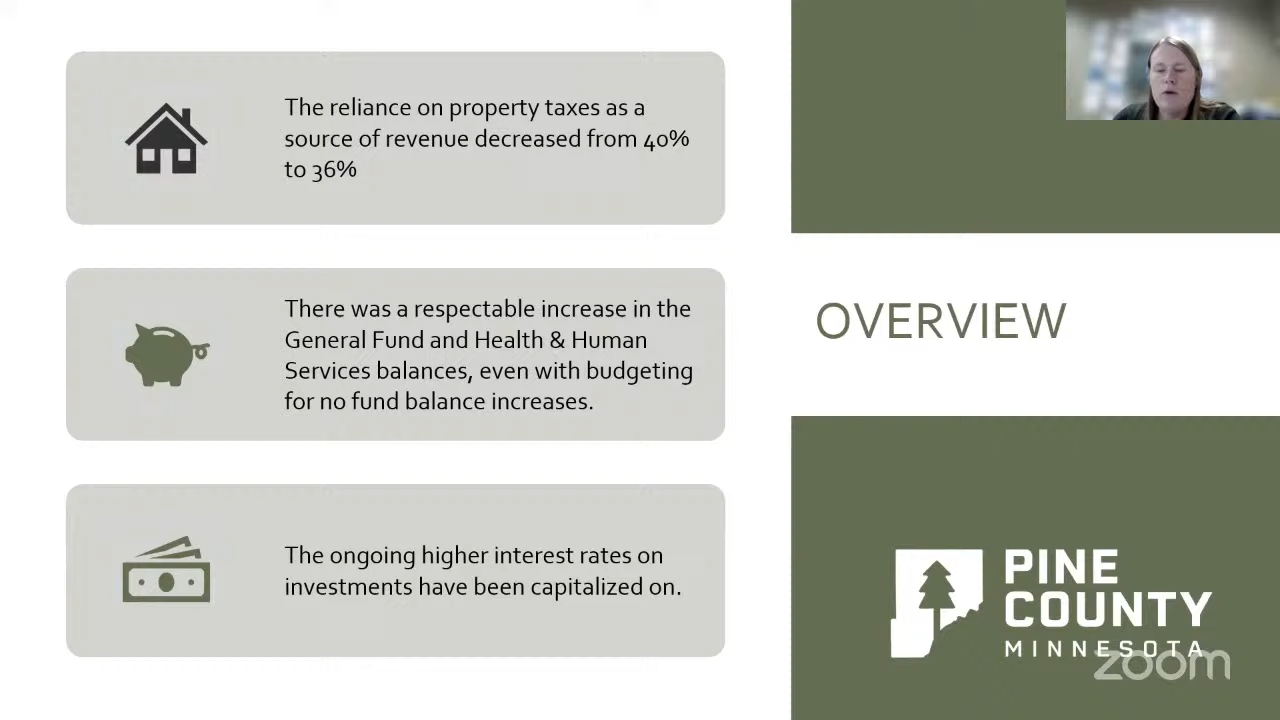 The reliance on property taxes as a
source of revenue decreased from 40%
to 36%
There was a respectable increase in the
General Fund and Health & Human
Services balances, even with budgeting
for no fund balance increases.
The ongoing higher interest rates on
investments have been capitalized on.
OVERVIEW
PINE
COUNTY
MINNESOTA
zoom